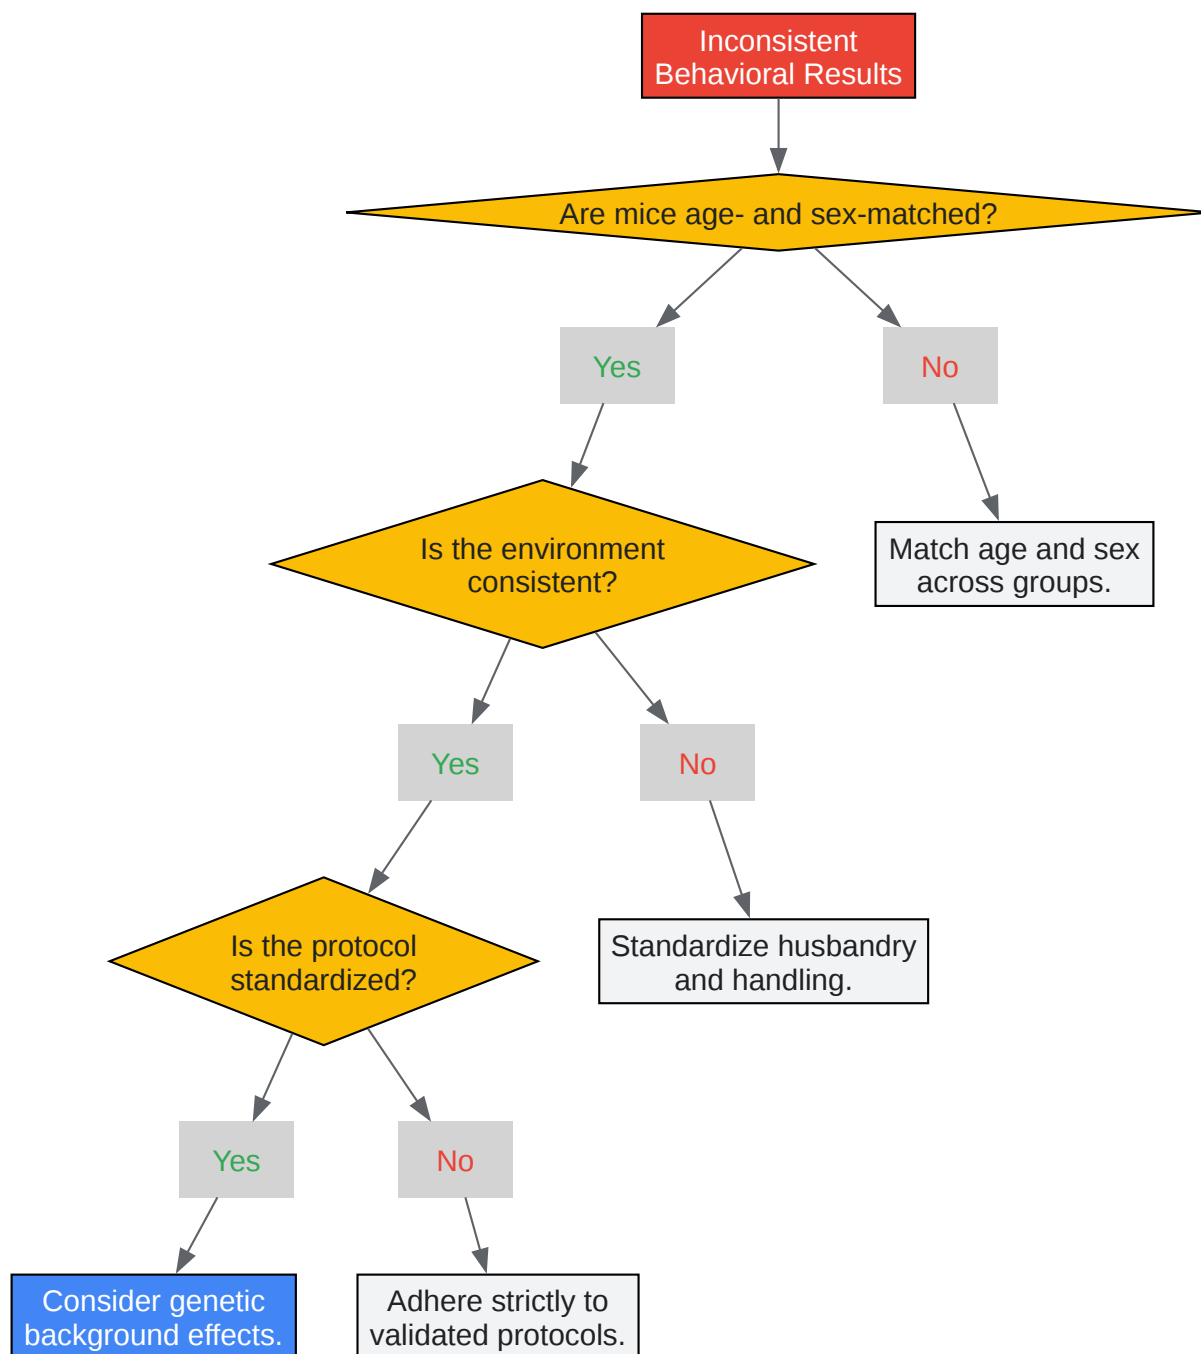 Inconsistent
Behavioral Results
Are mice age- and sex-matched?
Yes
No
Is the environment
consistent?
Match age and sex
across groups.
Yes
No
Is the protocol
standardized?
Standardize husbandry
and handling.
Yes
No
Consider genetic
background effects.
Adhere strictly to
validated protocols.